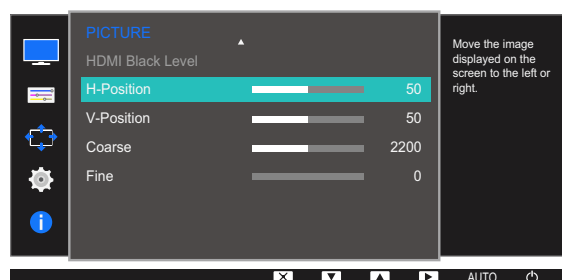 PICTURE
HDMI Black Level
H-Position 50
V-Position 50
Coarse 2200
Fine 0
Move the image
displayed on the
screen to the left or
right.
AUTO